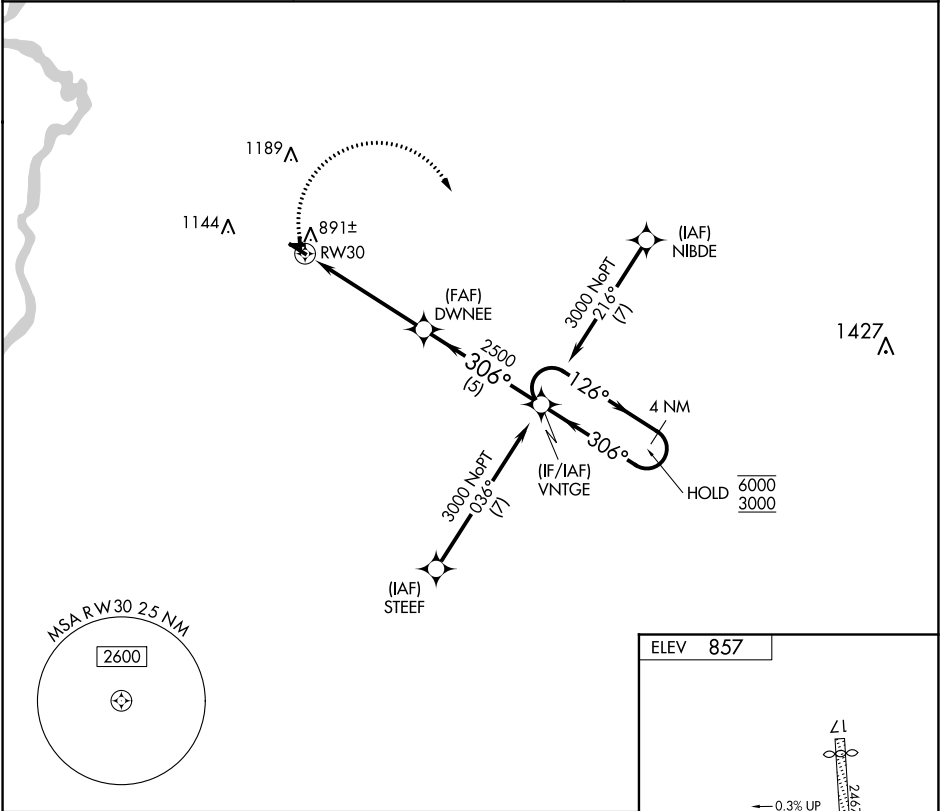 1189
1144
891±
RW30
(IAF)
NIBDE
(FAF)
DWNEE
3000 NoPT
216°
(7)
1427
2500
306°
(5)
126°
4 NM
306°
(IF/IAF)
VNTGE
HOLD 6000
3000
3000 NoPT
036°
(7)
(IAF)
STEEF
MSA RW30 25 NM
2600
ELEV 857
17
0.3% UP